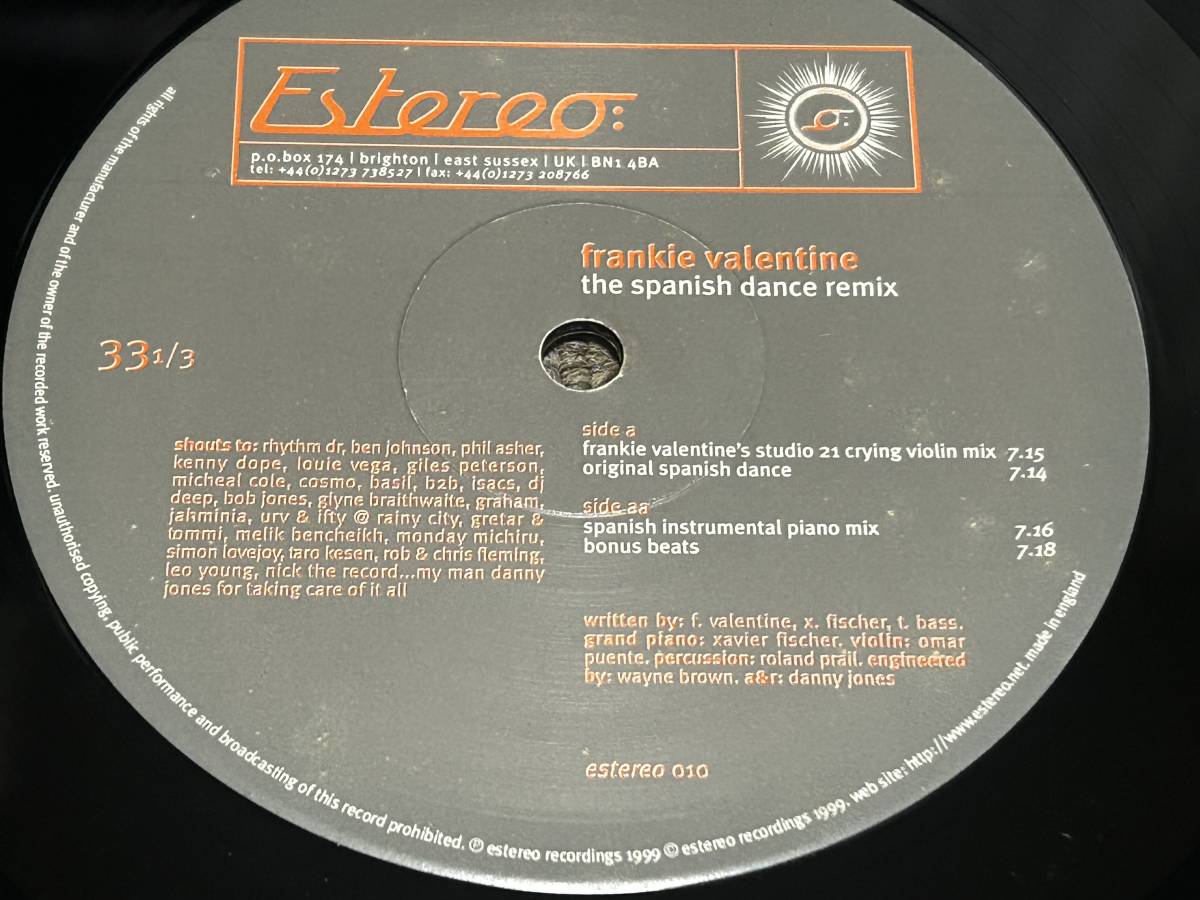 Estereo:
p.o.box 174 | brighton | east sussex | UK | BN1 4BA
tel: +44(0)1273 738527 | fax: +44(0)1273 208766
frankie valentine
the spanish dance remix
33 1/3
side a
frankie valentine's studio 21 crying violin mix 7.15
original spanish dance 7.14
side aa
spanish instrumental piano mix 7.16
bonus beats 7.18
shouts to: rhythm dr, ben johnson, phil asher,
kenny dope, louie vega, giles peterson,
micheal cole, cosmo, basil, b2b, isacs, dj
deep, bob jones, glyne braithwaite, graham,
jahminia, urv & ifty @ rainy city, gretar &
tommi, melik bencheikh, monday michiru,
simon lovejoy, taro kesen, rob & chris fleming,
leo young, nick the record...my man danny
jones for taking care of it all
written by: f. valentine, x. fischer, t. bass.
grand piano: xavier fischer. violin: omar
puente. percussion: roland präil. engineered
by: wayne brown. a&r: danny jones
estereo 010
all rights of the manufacturer and of the owner of the recorded work reserved. unauthorised copying, public performance and broadcasting of this record prohibited. ℗ estereo recordings 1999 © estereo recordings 1999. web site: http://www.estereo.net. made in england